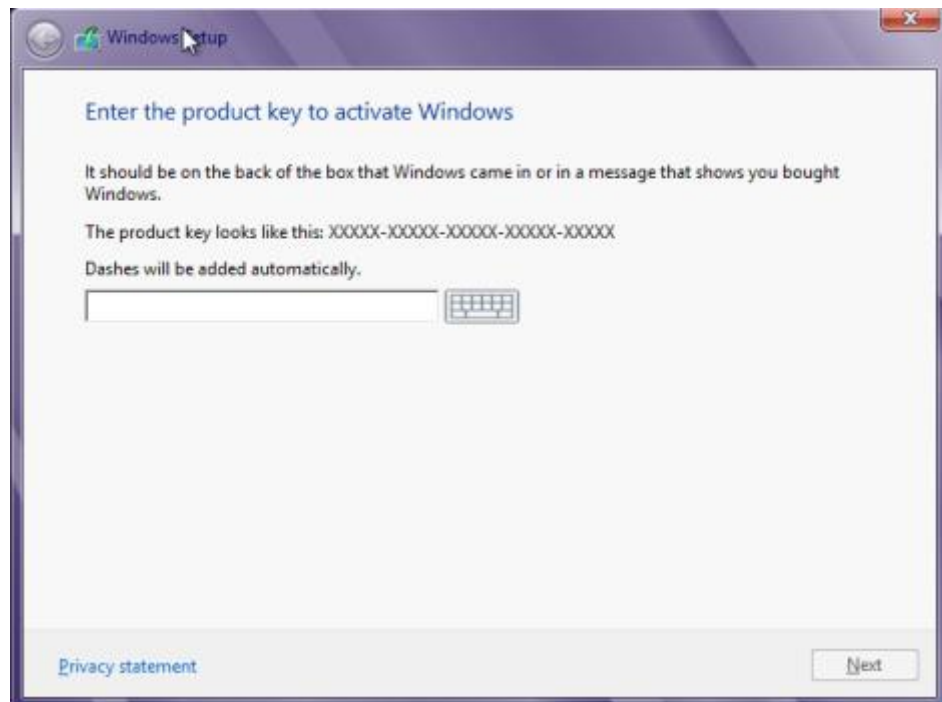 Windows Setup
Enter the product key to activate Windows
It should be on the back of the box that Windows came in or in a message that shows you bought
Windows.
The product key looks like this: XXXXX-XXXXX-XXXXX-XXXXX-XXXXX
Dashes will be added automatically.
Privacy statement
Next